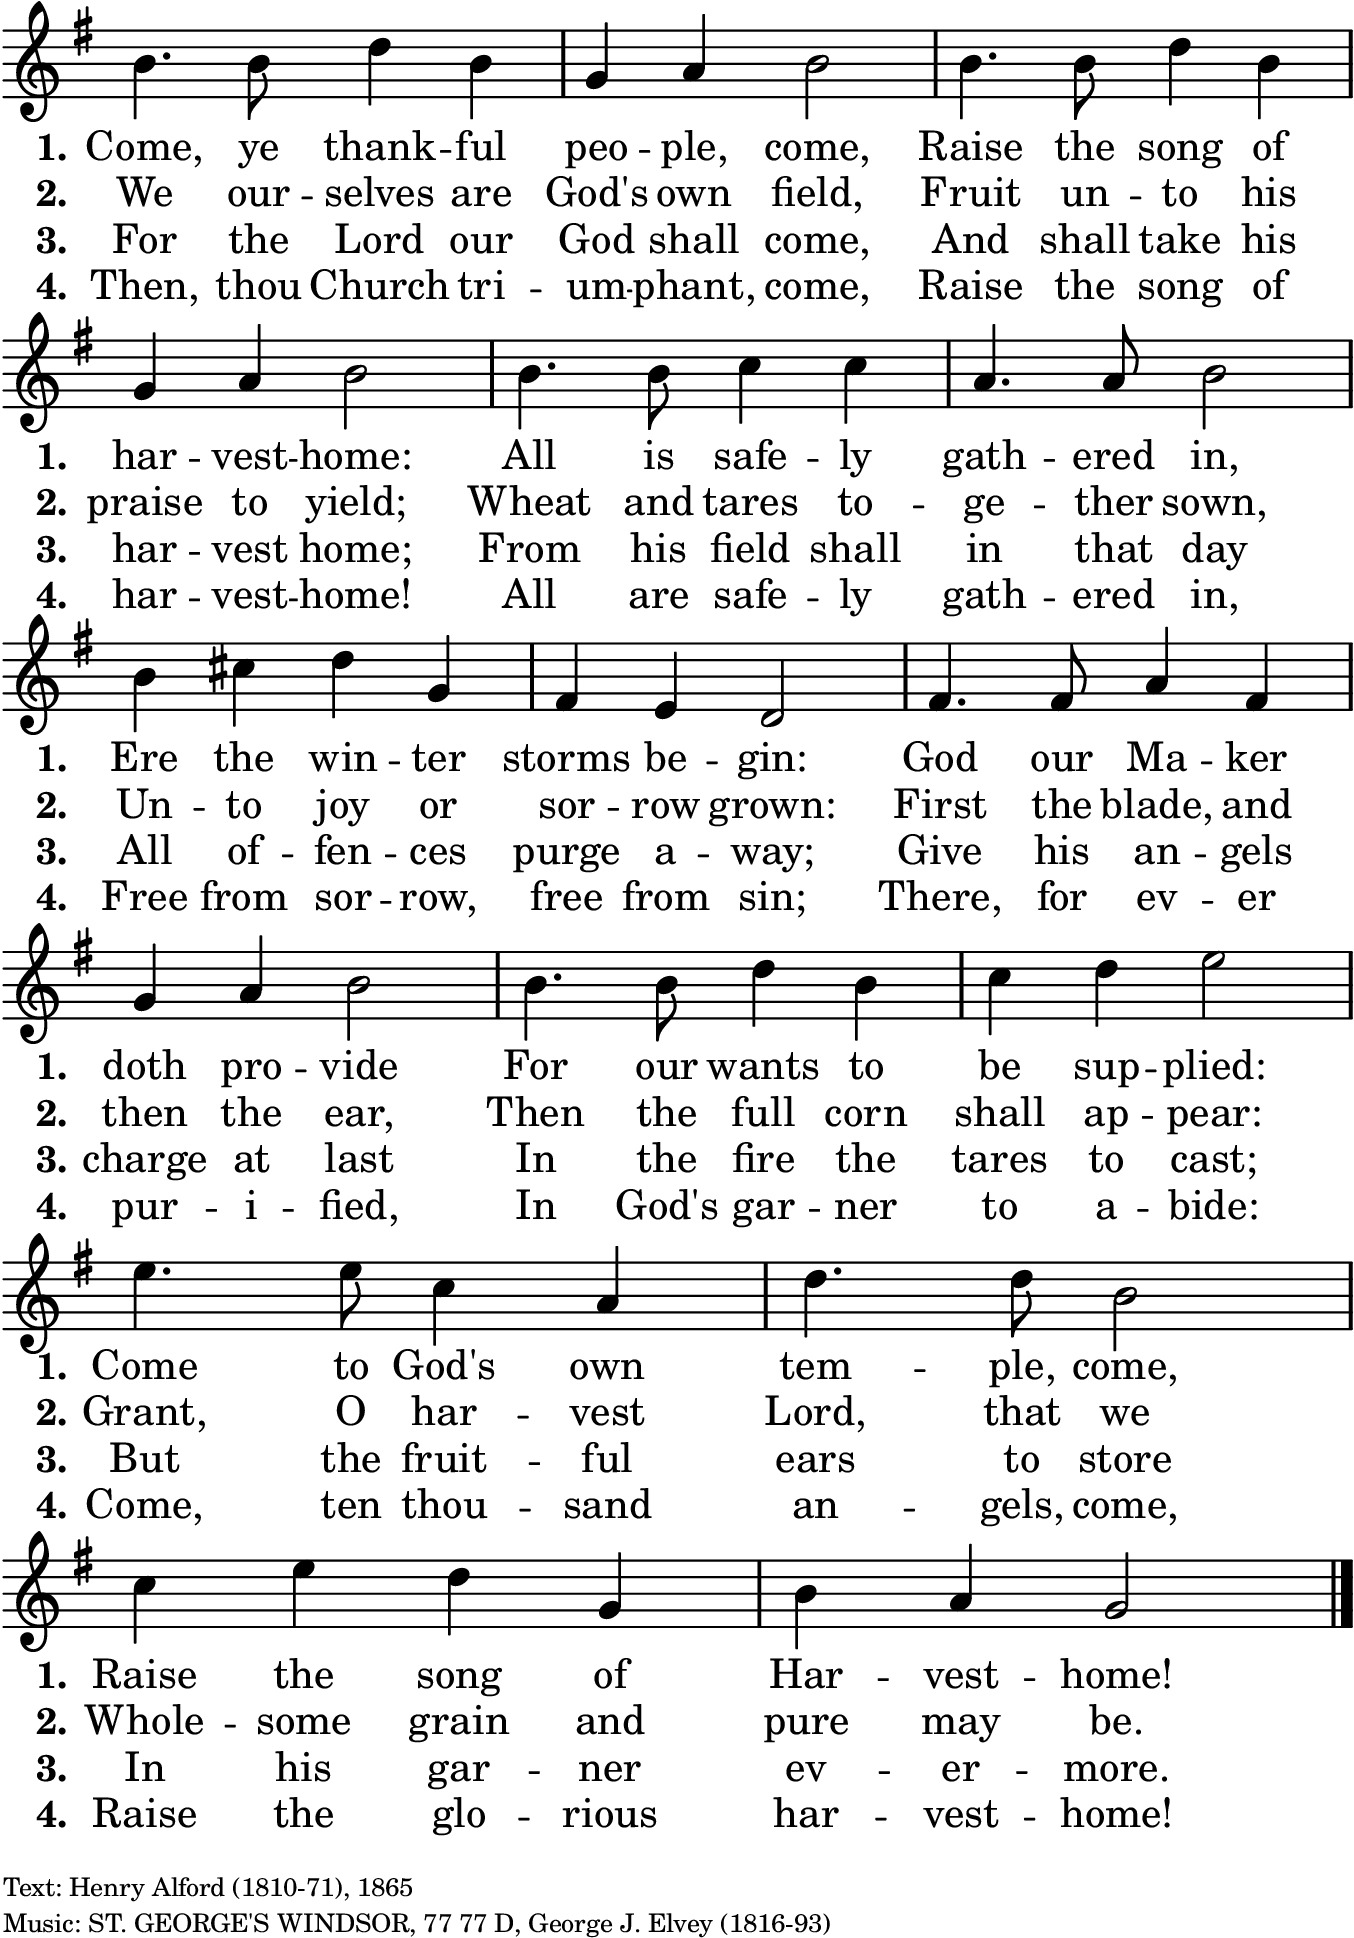 1. Come, ye thank -- ful peo -- ple, come, Raise the song of
2. We our -- selves are God's own field, Fruit un -- to his
3. For the Lord our God shall come, And shall take his
4. Then, thou Church tri -- um -- phant, come, Raise the song of
1. har -- vest -- home: All is safe -- ly gath -- ered in,
2. praise to yield; Wheat and tares to -- ge -- ther sown,
3. har -- vest home; From his field shall in that day
4. har -- vest -- home! All are safe -- ly gath -- ered in,
1. Ere the win -- ter storms be -- gin: God our Ma -- ker
2. Un -- to joy or sor -- row grown: First the blade, and
3. All of -- fen -- ces purge a -- way; Give his an -- gels
4. Free from sor -- row, free from sin; There, for ev -- er
1. doth pro -- vide For our wants to be sup -- plied:
2. then the ear, Then the full corn shall ap -- pear:
3. charge at last In the fire the tares to cast;
4. pur -- i -- fied, In God's gar -- ner to a -- bide:
1. Come to God's own tem -- ple, come,
2. Grant, O har -- vest Lord, that we
3. But the fruit -- ful ears to store
4. Come, ten thou -- sand an -- gels, come,
1. Raise the song of Har -- vest -- home!
2. Whole -- some grain and pure may be.
3. In his gar -- ner ev -- er -- more.
4. Raise the glo -- rious har -- vest -- home!
Text: Henry Alford (1810-71), 1865
Music: ST. GEORGE'S WINDSOR, 77 77 D, George J. Elvey (1816-93)